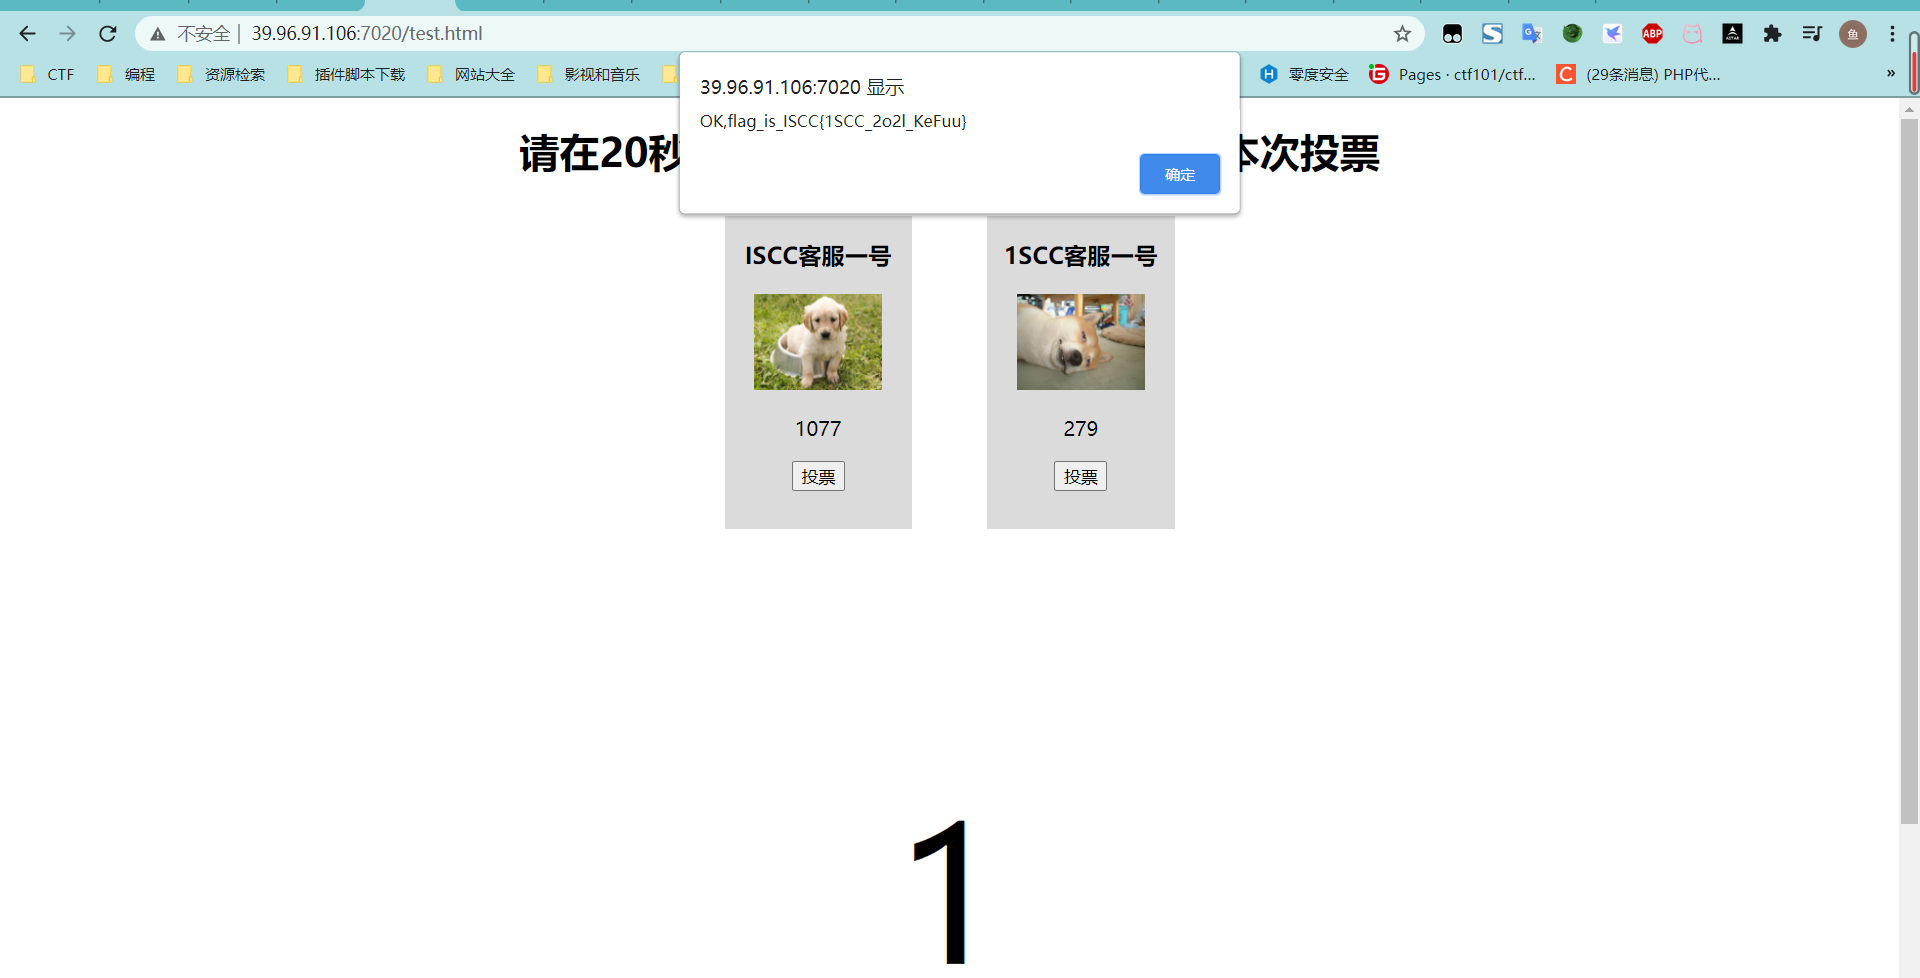 不安全 | 39.96.91.106:7020/test.html
CTF 编程 资源检索 插件脚本下载 网站大全 影视和音乐 零度安全 Pages · ctf101/ctf... (29条消息) PHP代... »
39.96.91.106:7020 显示
OK,flag_is_ISCC{1SCC_2o2l_KeFuu}
确定
请在20秒 本次投票
ISCC客服一号 1SCC客服一号
1077 279
投票 投票
1